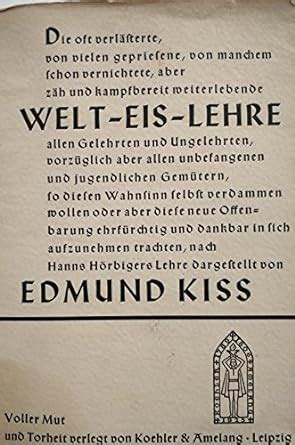 Die oft verlästerte,
von vielen gepriesene, von manchem
schon vernichtete, aber
zäh und kampfbereit weiterlebende
WELT-EIS-LEHRE
allen Gelehrten und Ungelehrten,
vorzüglich aber allen unbefangenen
und jugendlichen Gemütern,
so diesen Wahnsinn selbst verdammen
wollen oder aber diese neue Offen-
barung ehrfürchtig und dankbar in sich
aufzunehmen trachten, nach
Hanns Hörbigers Lehre dargestellt von
EDMUND KISS
Voller Mut
und Torheit verlegt von Koehler & Amelang · Leipzig